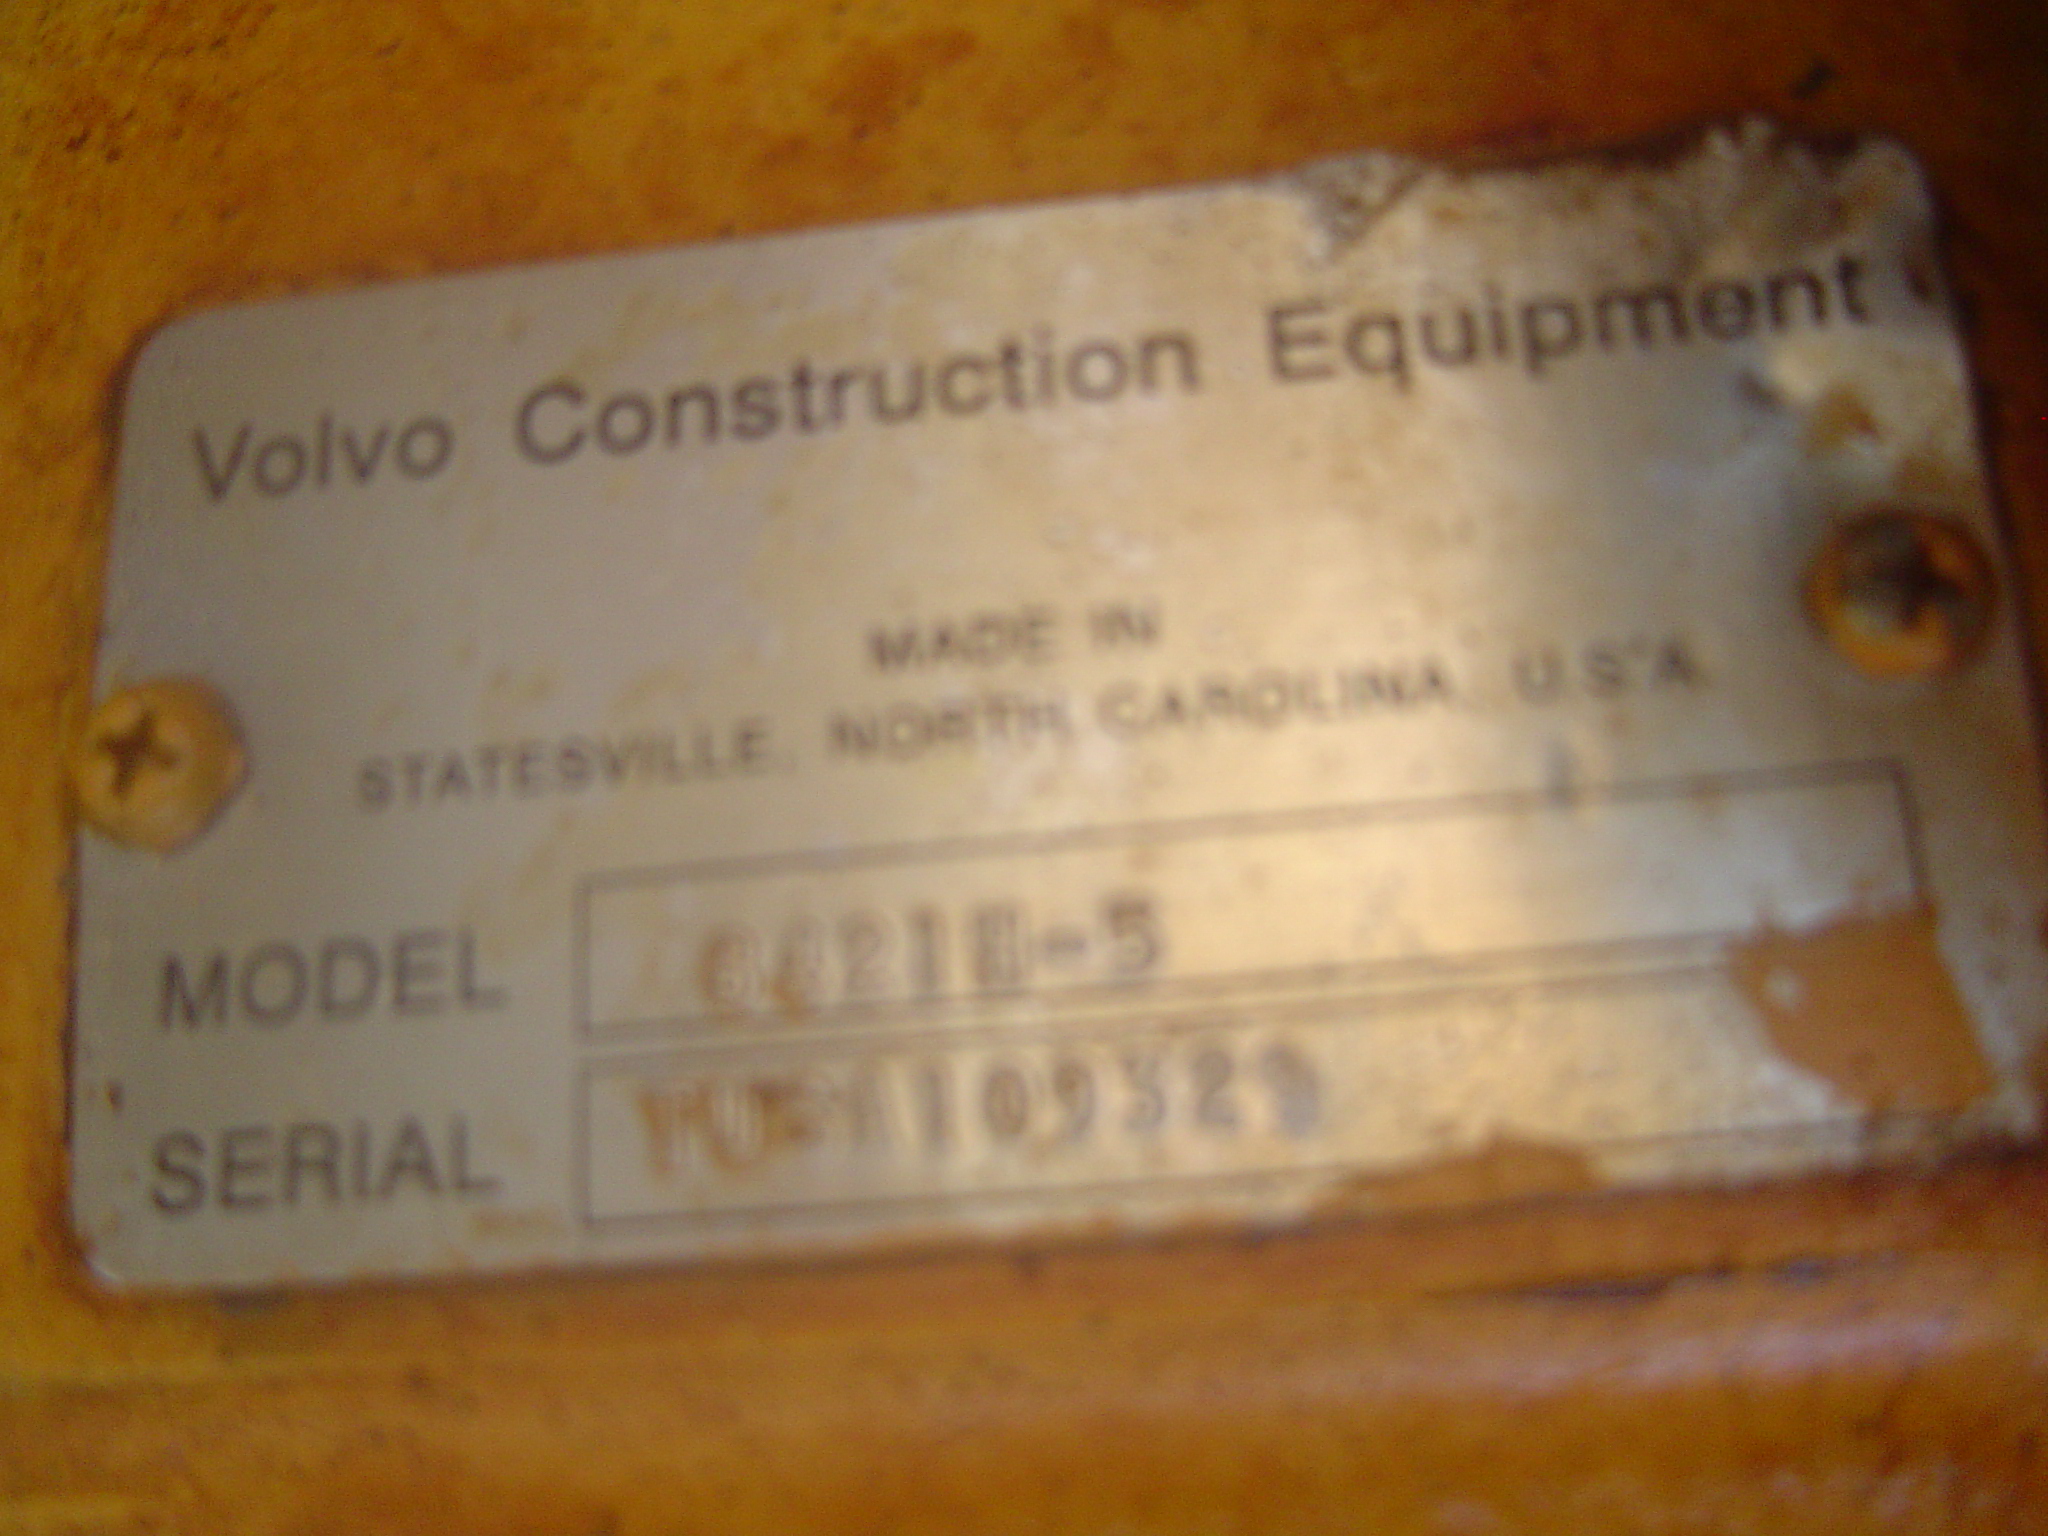 Volvo Construction Equipment
MADE IN
STATESVILLE, NORTH CAROLINA, U.S.A.
MODEL
SERIAL